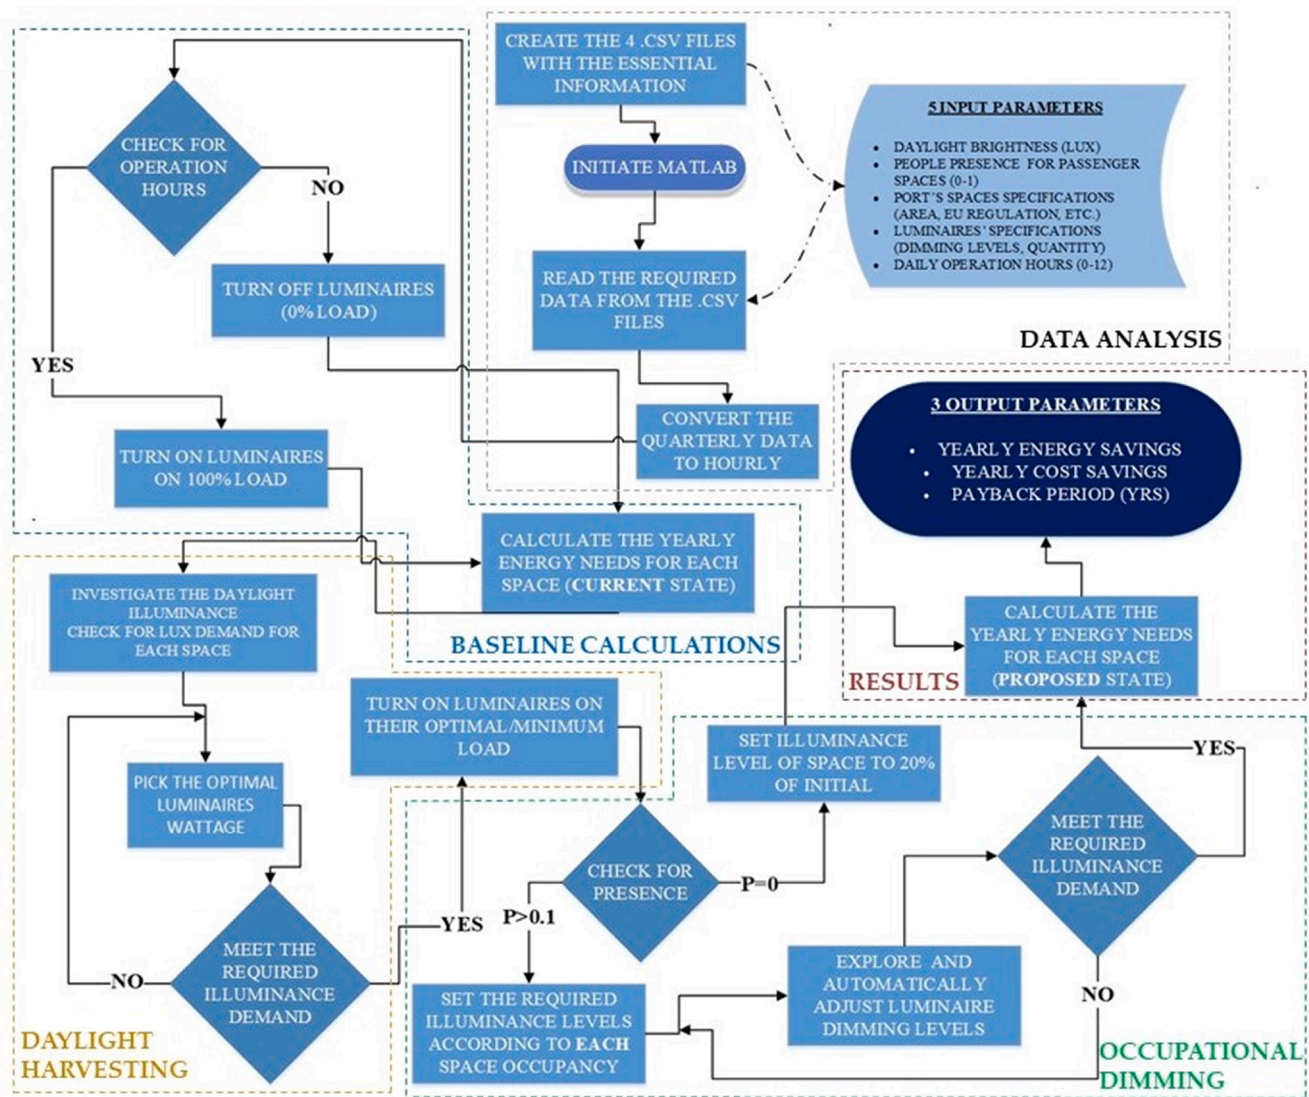 CREATE THE 4 .CSV FILES
WITH THE ESSENTIAL
INFORMATION
INITIATE MATLAB
READ THE REQUIRED
DATA FROM THE .CSV
FILES
CONVERT THE
QUARTERLY DATA
TO HOURLY
5 INPUT PARAMETERS
• DAYLIGHT BRIGHTNESS (LUX)
• PEOPLE PRESENCE FOR PASSENGER
SPACES (0-1)
• PORT'S SPACES SPECIFICATIONS
(AREA, EU REGULATION, ETC.)
• LUMINAIRES' SPECIFICATIONS
(DIMMING LEVELS, QUANTITY)
• DAILY OPERATION HOURS (0-12)
DATA ANALYSIS
CHECK FOR
OPERATION
HOURS
NO
YES
TURN OFF LUMINAIRES
(0% LOAD)
TURN ON LUMINAIRES
ON 100% LOAD
CALCULATE THE YEARLY
ENERGY NEEDS FOR EACH
SPACE (CURRENT STATE)
BASELINE CALCULATIONS
INVESTIGATE THE DAYLIGHT
ILLUMINANCE
CHECK FOR LUX DEMAND FOR
EACH SPACE
PICK THE OPTIMAL
LUMINAIRES
WATTAGE
MEET THE
REQUIRED
ILLUMINANCE
DEMAND
NO
YES
TURN ON LUMINAIRES ON
THEIR OPTIMAL/MINIMUM
LOAD
DAYLIGHT
HARVESTING
CHECK FOR
PRESENCE
P=0
P>0.1
SET ILLUMINANCE
LEVEL OF SPACE TO 20%
OF INITIAL
SET THE REQUIRED
ILLUMINANCE LEVELS
ACCORDING TO EACH
SPACE OCCUPANCY
EXPLORE AND
AUTOMATICALLY
ADJUST LUMINAIRE
DIMMING LEVELS
MEET THE
REQUIRED
ILLUMINANCE
DEMAND
YES
NO
OCCUPATIONAL
DIMMING
CALCULATE THE
YEARLY ENERGY NEEDS
FOR EACH SPACE
(PROPOSED STATE)
RESULTS
3 OUTPUT PARAMETERS
• YEARLY ENERGY SAVINGS
• YEARLY COST SAVINGS
• PAYBACK PERIOD (YRS)